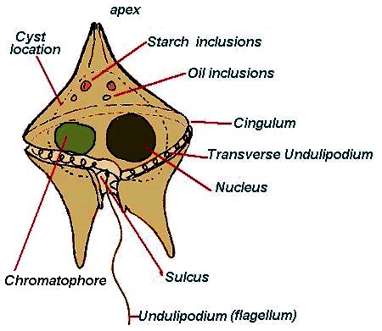 apex
Cyst
location
Starch inclusions
Oil inclusions
Cingulum
Transverse Undulipodium
Nucleus
Chromatophore
Sulcus
Undulipodium (flagellum)